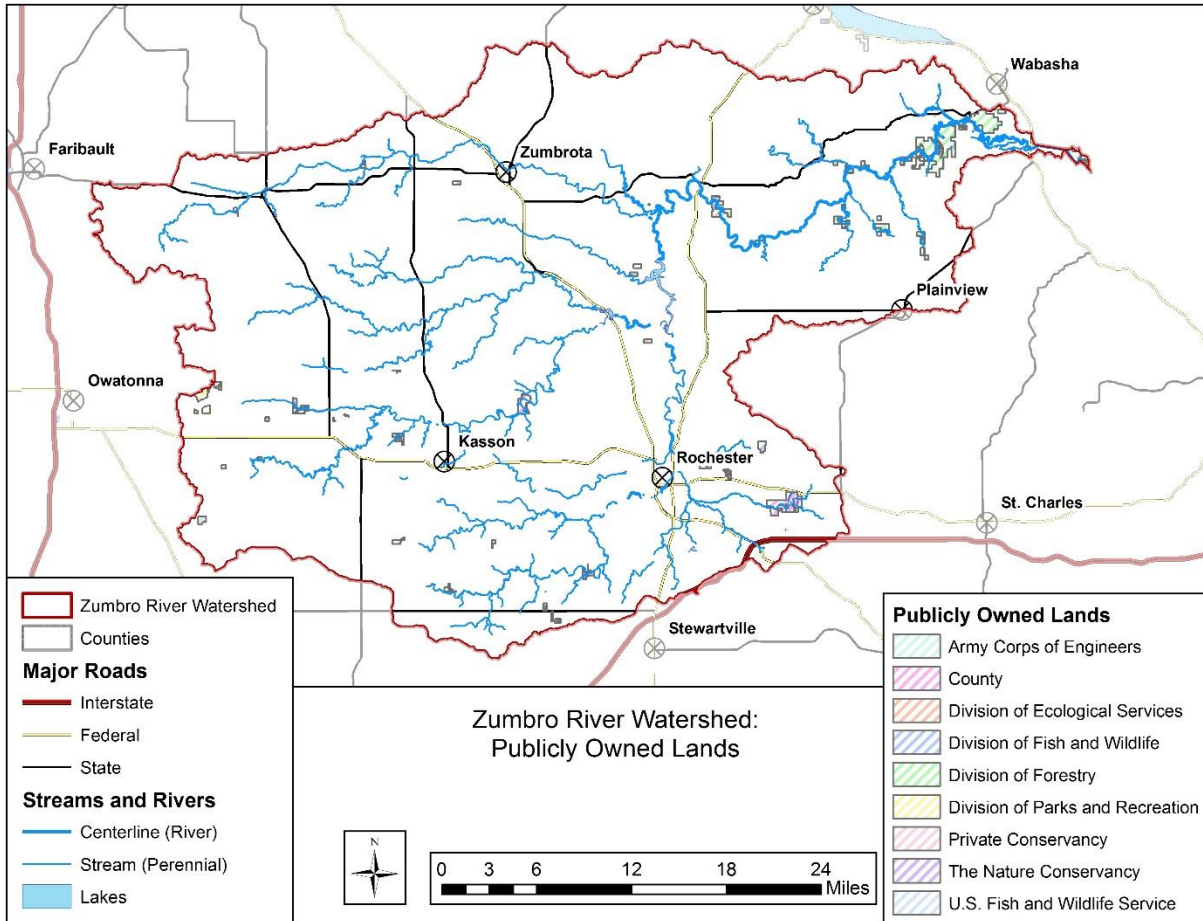 Wabasha
Faribault
Zumbrota
Plainview
Owatonna
Kasson
Rochester
St. Charles
Stewartville
Zumbro River Watershed
Counties
Major Roads
Interstate
Federal
State
Streams and Rivers
Centerline (River)
Stream (Perennial)
Lakes
Zumbro River Watershed:
Publicly Owned Lands
N
0 3 6 12 18 24
Miles
Publicly Owned Lands
Army Corps of Engineers
County
Division of Ecological Services
Division of Fish and Wildlife
Division of Forestry
Division of Parks and Recreation
Private Conservancy
The Nature Conservancy
U.S. Fish and Wildlife Service